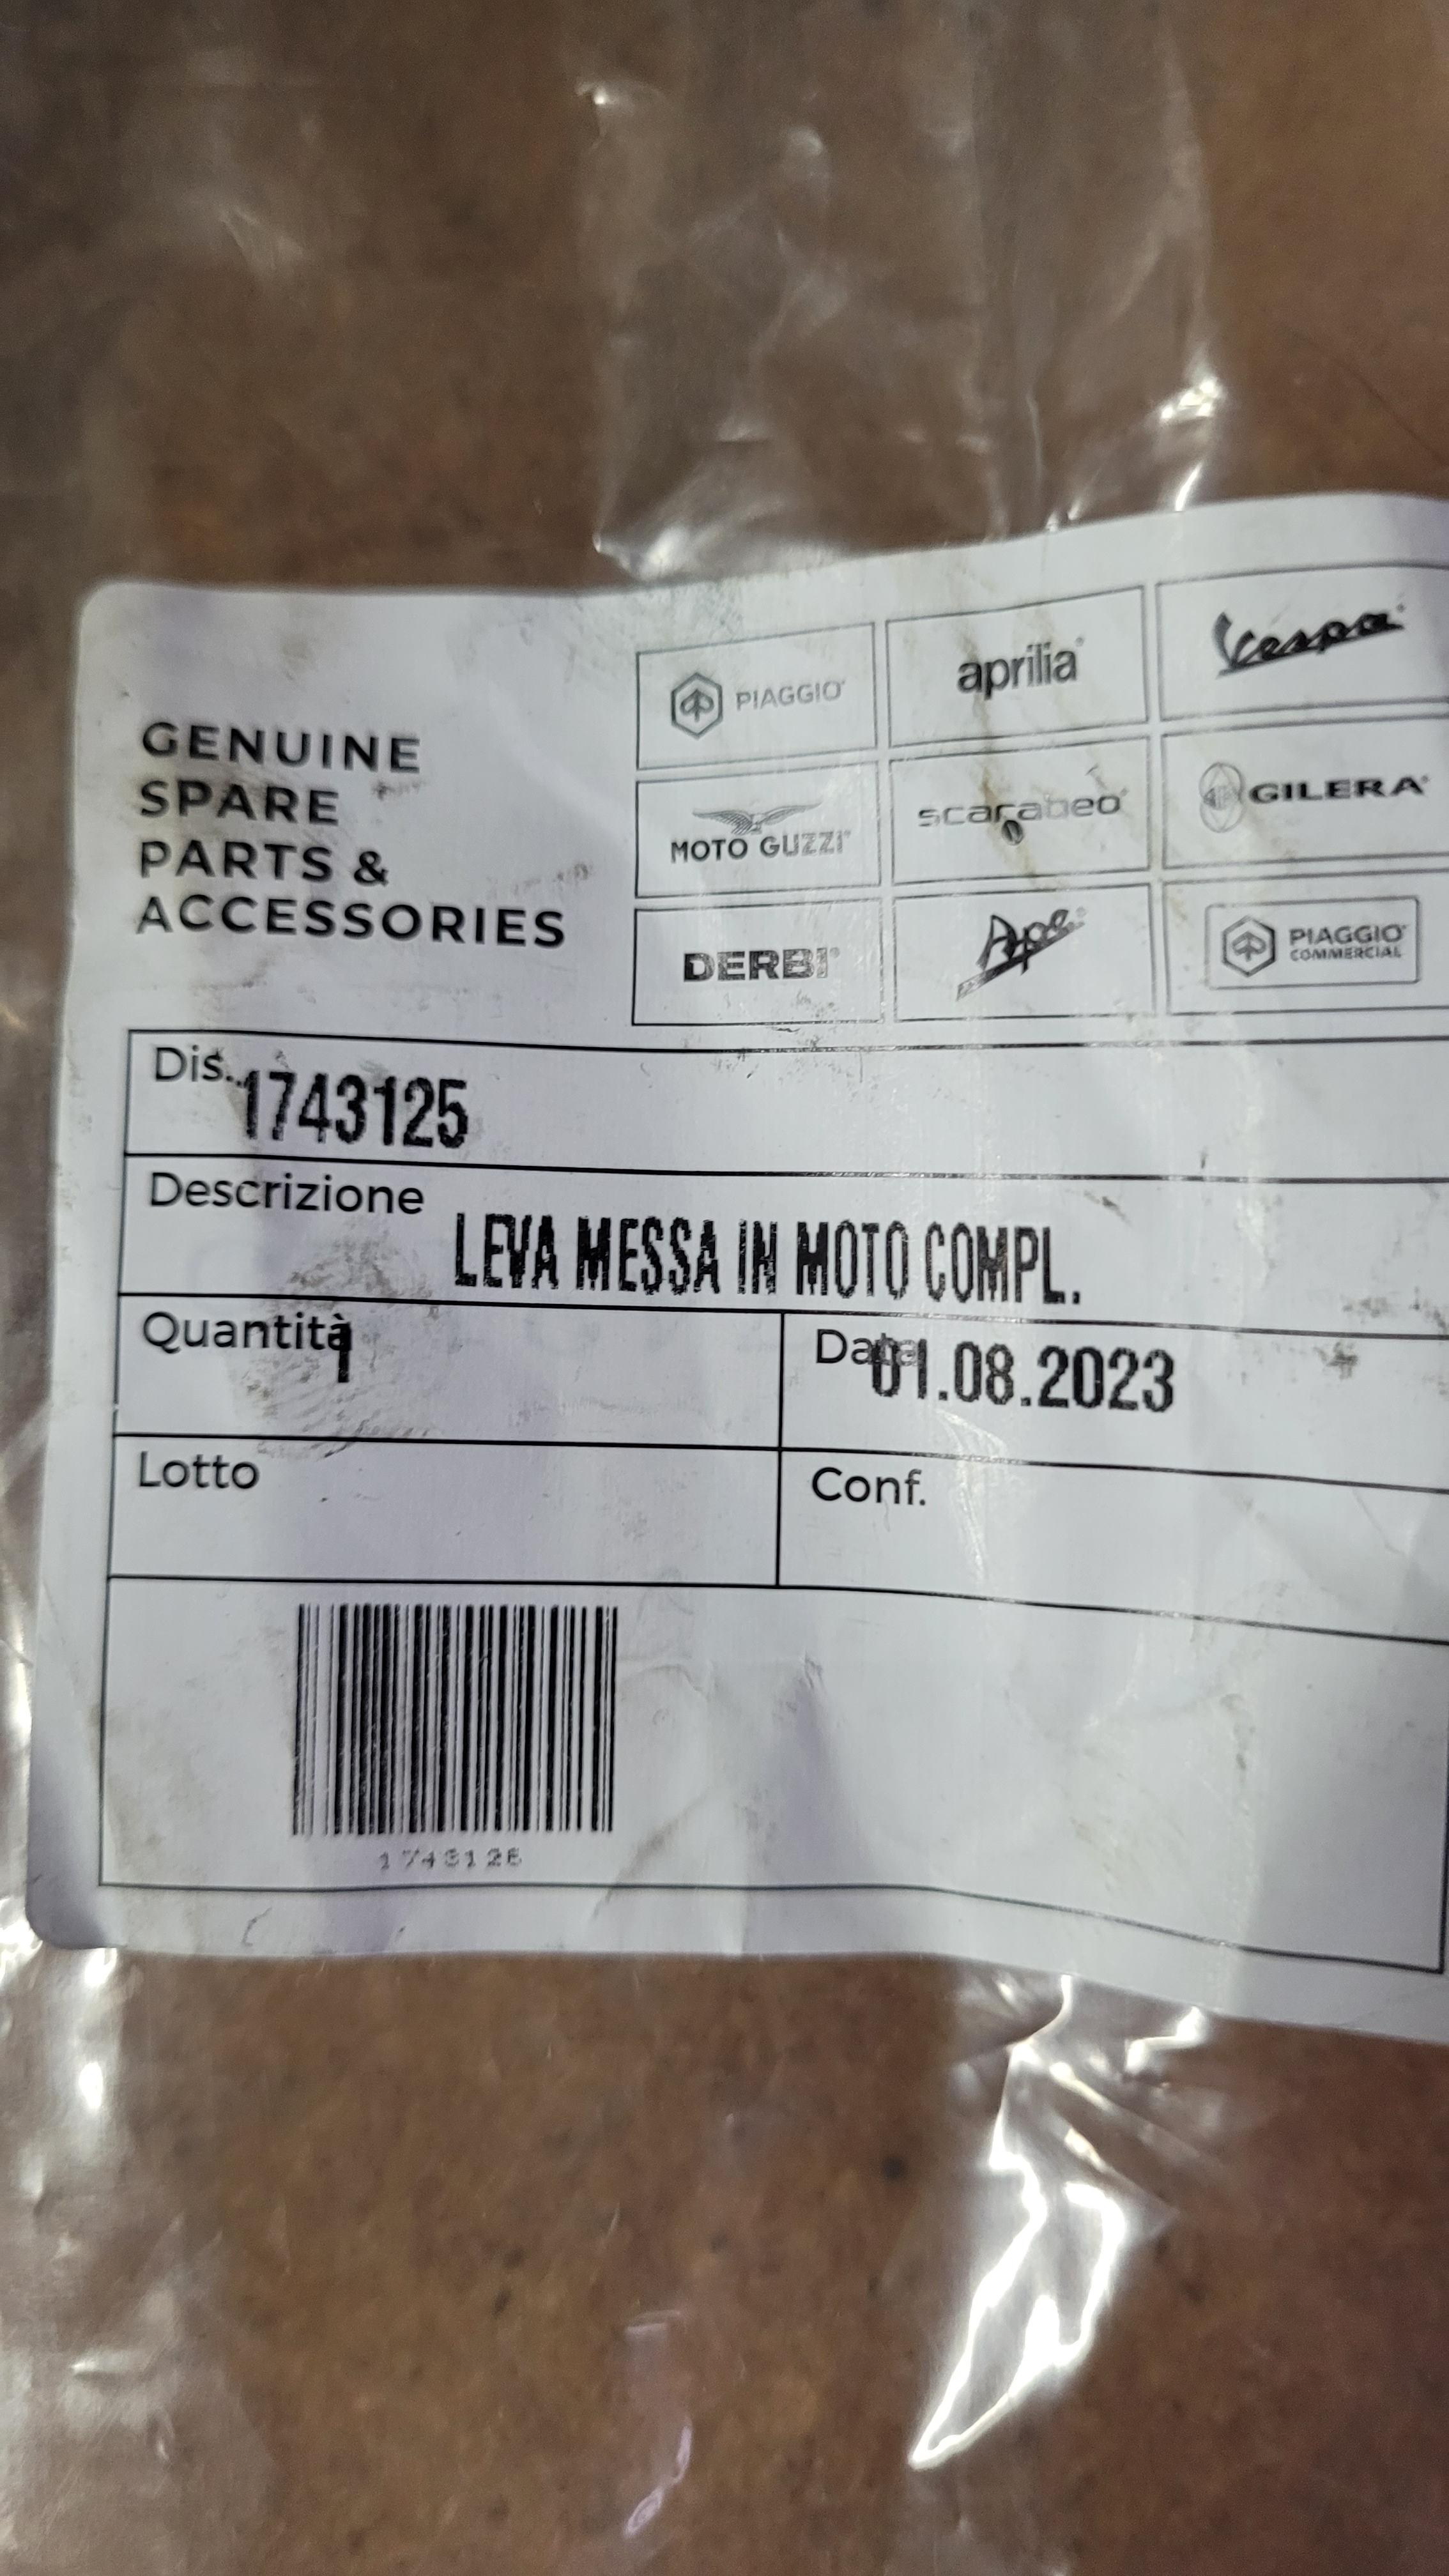 GENUINE
SPARE
PARTS &
ACCESSORIES
PIAGGIO®
aprilia®
Vespa®
MOTO GUZZI®
scarabeo®
GILERA®
DERBI®
Ape®
PIAGGIO®
COMMERCIAL
Dis. 1743125
Descrizione
LEVA MESSA IN MOTO COMPL.
Quantità 1
Data 01.08.2023
Lotto
Conf.
1743125